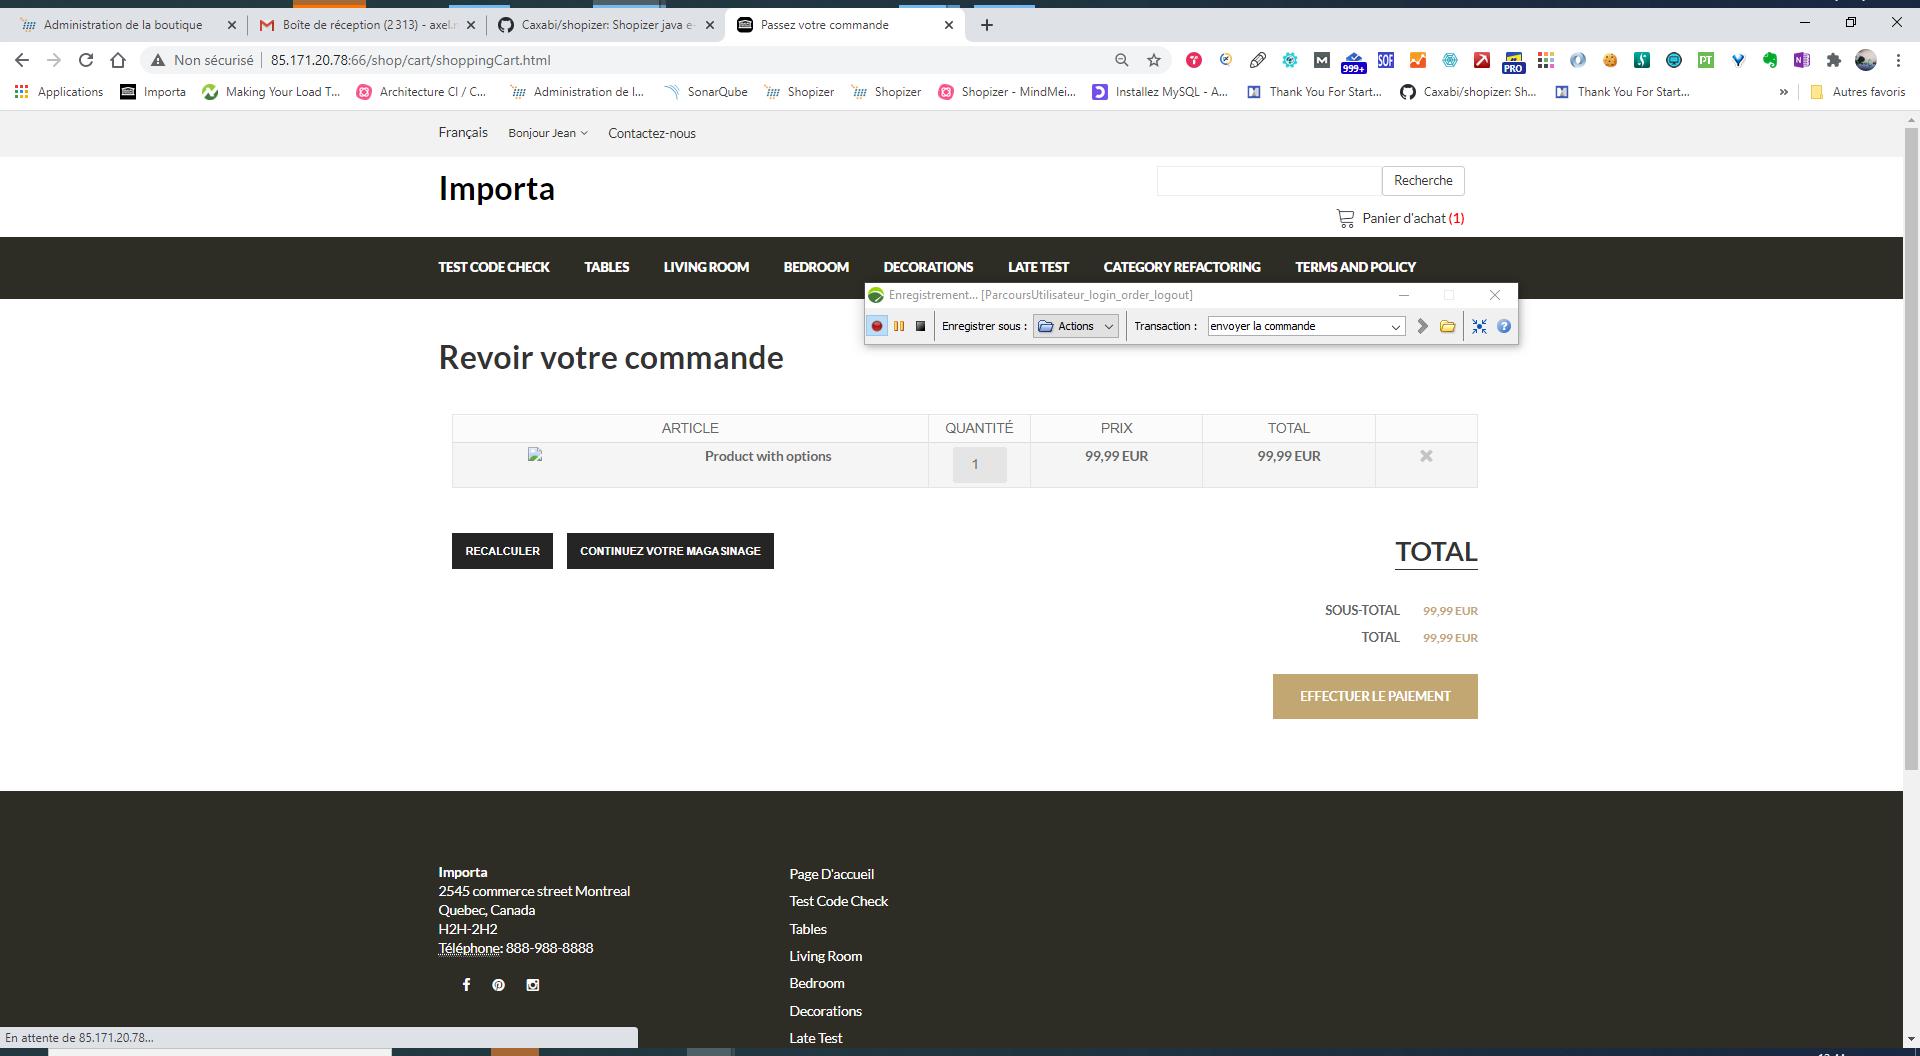 Administration de la boutique
Boîte de réception (2 313) - axel.r
Caxabi/shopizer: Shopizer java e-
Passez votre commande
Non sécurisé
85.171.20.78:66/shop/cart/shoppingCart.html
999+
SOF
PRO
PT
Applications
Importa
Making Your Load T...
Architecture CI / C...
Administration de l...
SonarQube
Shopizer
Shopizer
Shopizer - MindMei...
Installez MySQL - A...
Thank You For Start...
Caxabi/shopizer: Sh...
Thank You For Start...
»
Autres favoris
Français
Bonjour Jean
Contactez-nous
Importa
Recherche
Panier d'achat (1)
TEST CODE CHECK
TABLES
LIVING ROOM
BEDROOM
DECORATIONS
LATE TEST
CATEGORY REFACTORING
TERMS AND POLICY
Enregistrement... [ParcoursUtilisateur_login_order_logout]
Enregistrer sous :
Actions
Transaction :
envoyer la commande
Revoir votre commande
ARTICLE
QUANTITÉ
PRIX
TOTAL
Product with options
1
99,99 EUR
99,99 EUR
RECALCULER
CONTINUEZ VOTRE MAGASINAGE
TOTAL
SOUS-TOTAL
99,99 EUR
TOTAL
99,99 EUR
EFFECTUER LE PAIEMENT
Importa
2545 commerce street Montreal
Quebec, Canada
H2H-2H2
Téléphone: 888-988-8888
Page D'accueil
Test Code Check
Tables
Living Room
Bedroom
Decorations
Late Test
En attente de 85.171.20.78...